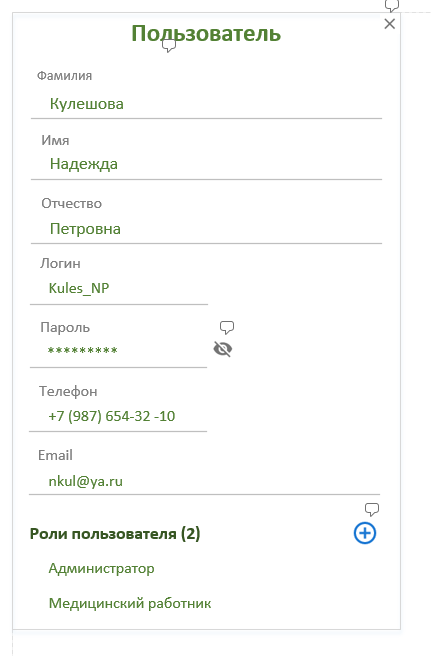 Пользователь
Фамилия
Кулешова
Имя
Надежда
Отчество
Петровна
Логин
Kules_NP
Пароль
*********
Телефон
+7 (987) 654-32 -10
Email
nkul@ya.ru
Роли пользователя (2)
Администратор
Медицинский работник